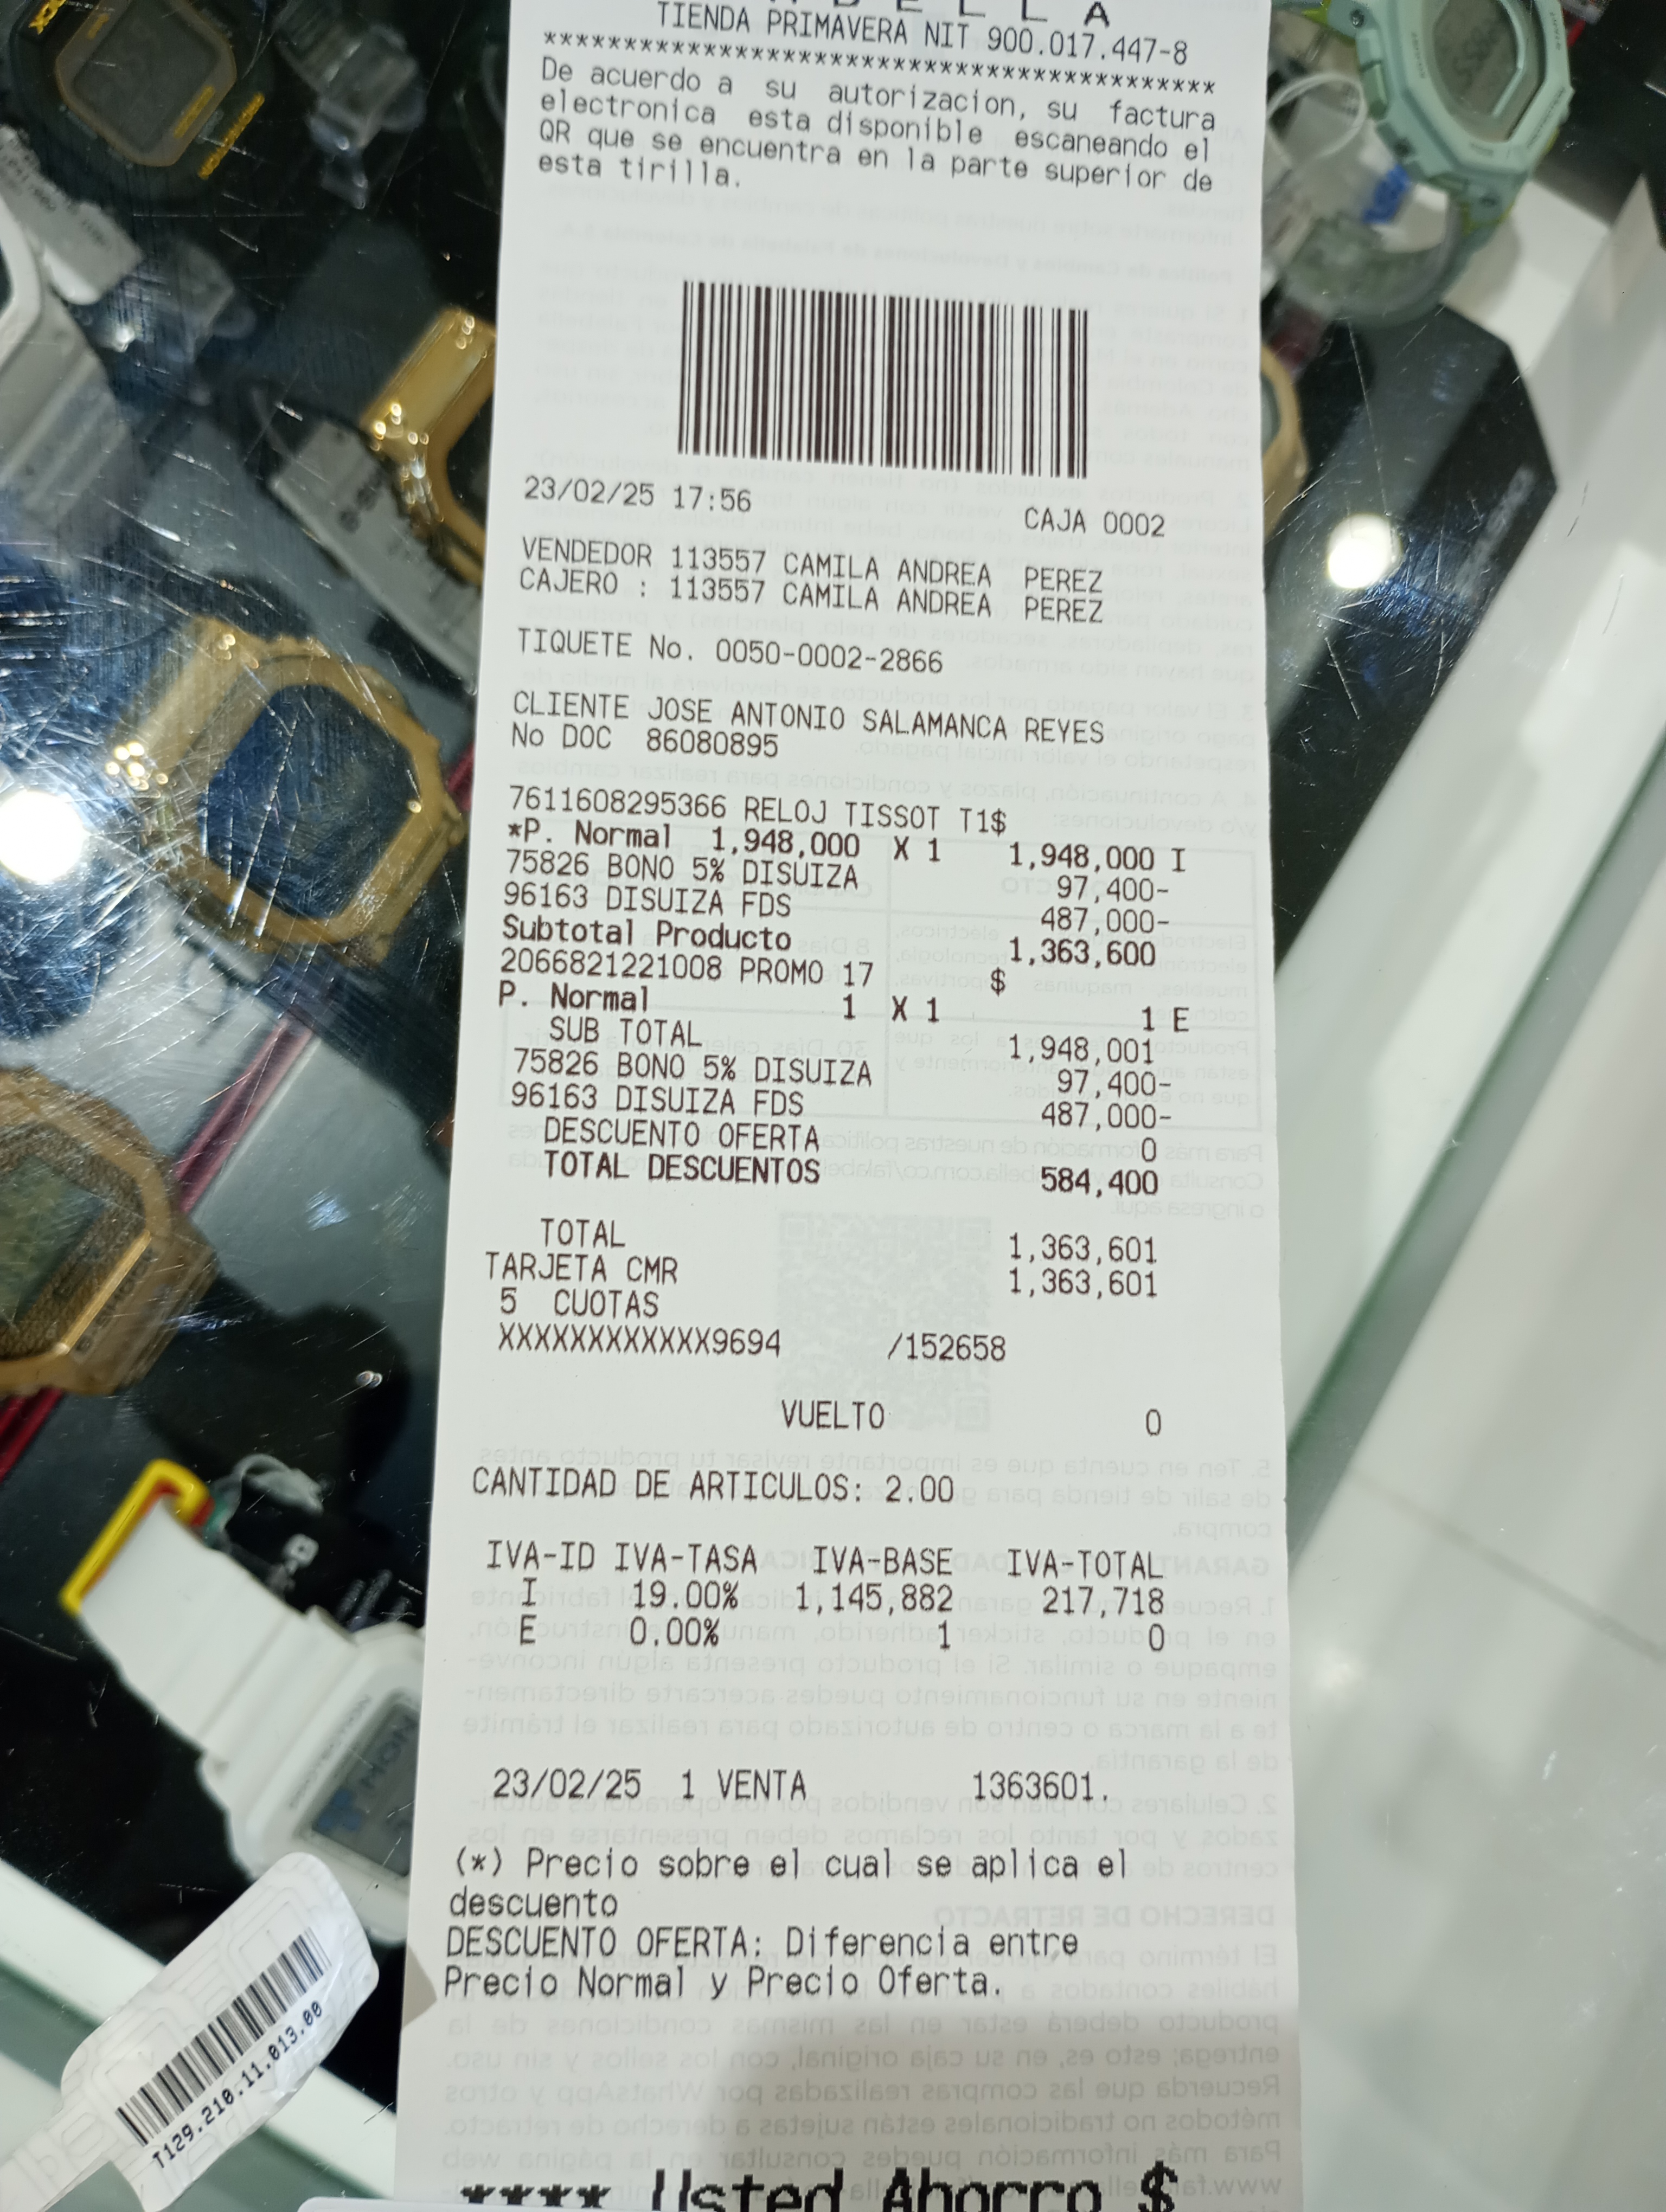 TIENDA PRIMAVERA NIT 900.017.447-8
****************************************************
De acuerdo a su autorizacion, su factura
electronica esta disponible escaneando el
QR que se encuentra en la parte superior de
esta tirilla.
23/02/25 17:56 CAJA 0002
VENDEDOR 113557 CAMILA ANDREA PEREZ
CAJERO : 113557 CAMILA ANDREA PEREZ
TIQUETE No. 0050-0002-2866
CLIENTE JOSE ANTONIO SALAMANCA REYES
No DOC 86080895
7611608295366 RELOJ TISSOT T1$
*P. Normal 1,948,000 X 1 1,948,000 I
75826 BONO 5% DISUIZA 97,400-
96163 DISUIZA FDS 487,000-
Subtotal Producto 1,363,600
2066821221008 PROMO 17 $
P. Normal 1 X 1 1 E
SUB TOTAL 1,948,001
75826 BONO 5% DISUIZA 97,400-
96163 DISUIZA FDS 487,000-
DESCUENTO OFERTA 0
TOTAL DESCUENTOS 584,400
TOTAL 1,363,601
TARJETA CMR 1,363,601
5 CUOTAS
XXXXXXXXXXXX9694 /152658
VUELTO 0
CANTIDAD DE ARTICULOS: 2.00
IVA-ID IVA-TASA IVA-BASE IVA-TOTAL
I 19.00% 1,145,882 217,718
E 0.00% 1 0
23/02/25 1 VENTA 1363601.
(*) Precio sobre el cual se aplica el
descuento
DESCUENTO OFERTA: Diferencia entre
Precio Normal y Precio Oferta.
**** Usted Ahorro $
T129.210.11.013.00